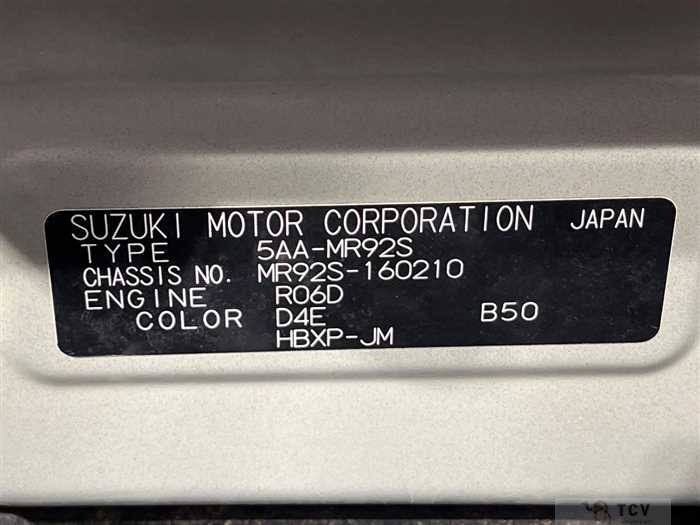 SUZUKI MOTOR CORPORATION JAPAN
TYPE 5AA-MR92S
CHASSIS NO. MR92S-160210
ENGINE R06D
COLOR D4E B50
HBXP-JM
TCV